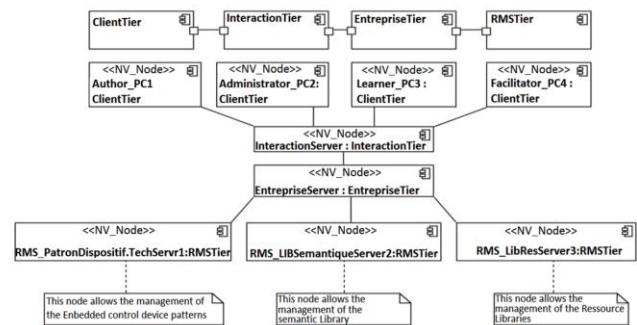 ClientTier
InteractionTier
EntrepriseTier
RMSTier
<<NV_Node>>
Author_PC1
ClientTier
<<NV_Node>>
Administrator_PC2:
ClientTier
<<NV_Node>>
Learner_PC3 :
ClientTier
<<NV_Node>>
Facilitator_PC4 :
ClientTier
<<NV_Node>>
InteractionServer : InteractionTier
<<NV_Node>>
EntrepriseServer : EntrepriseTier
<<NV_Node>>
RMS_PatronDispositif.TechServr1:RMSTier
<<NV_Node>>
RMS_LIBSemantiqueServer2:RMSTier
<<NV_Node>>
RMS_LibResServer3:RMSTier
This node allows the management of
the Enbedded control device patterns
This node allows the
management of the
semantic Library
This node allows the
management of the Ressource
Libraries